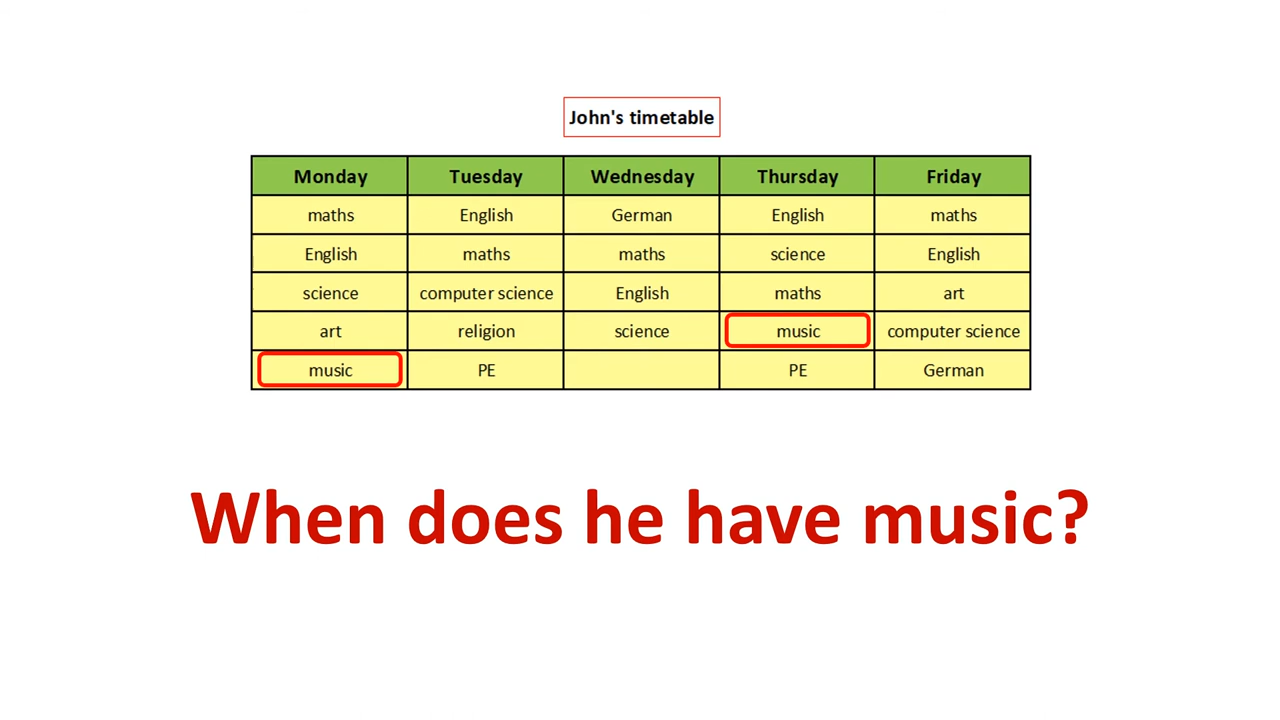 John's timetable
Monday Tuesday Wednesday Thursday Friday
maths English German English maths
English maths maths science English
science computer science English maths art
art religion science music computer science
music PE PE German
When does he have music?